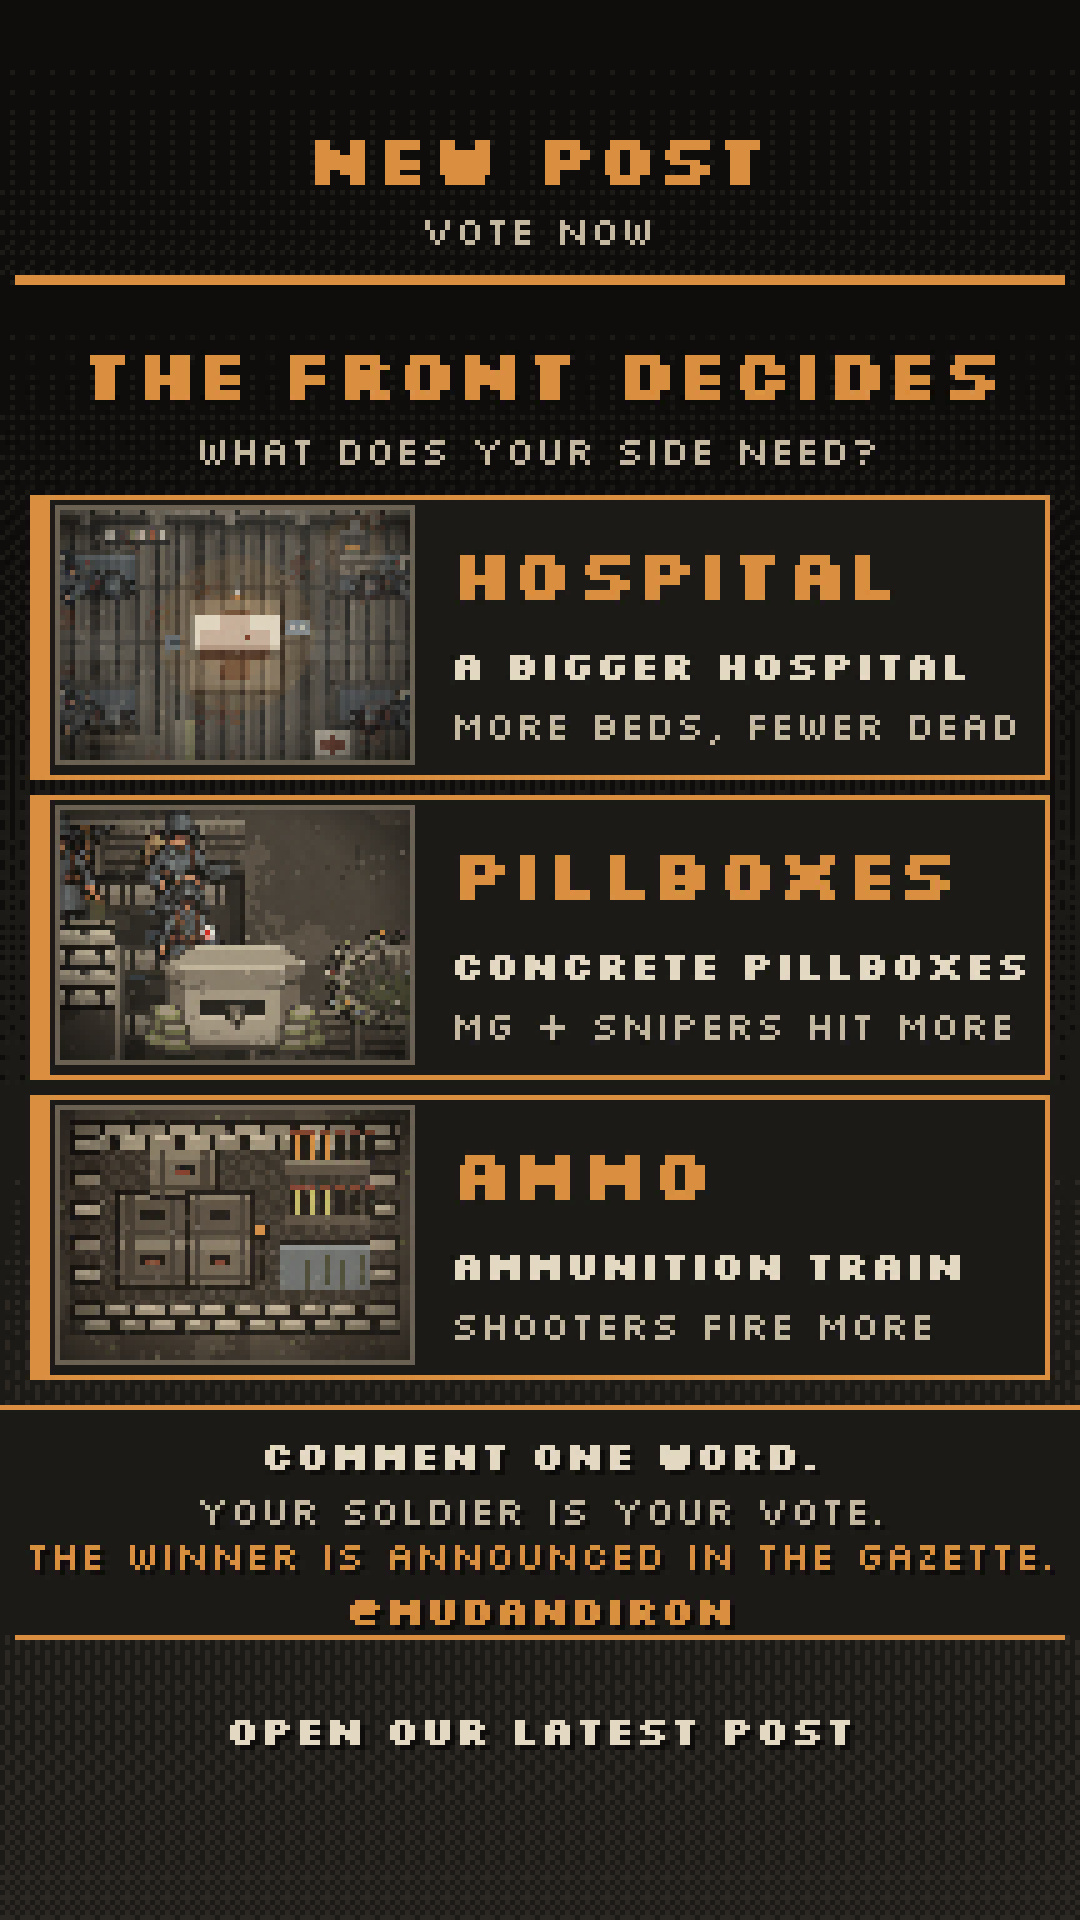 NEW POST
VOTE NOW
THE FRONT DECIDES
WHAT DOES YOUR SIDE NEED?
HOSPITAL
A BIGGER HOSPITAL
MORE BEDS, FEWER DEAD
PILLBOXES
CONCRETE PILLBOXES
MG + SNIPERS HIT MORE
AMMO
AMMUNITION TRAIN
SHOOTERS FIRE MORE
COMMENT ONE WORD.
YOUR SOLDIER IS YOUR VOTE.
THE WINNER IS ANNOUNCED IN THE GAZETTE.
@MUDANDIRON
OPEN OUR LATEST POST